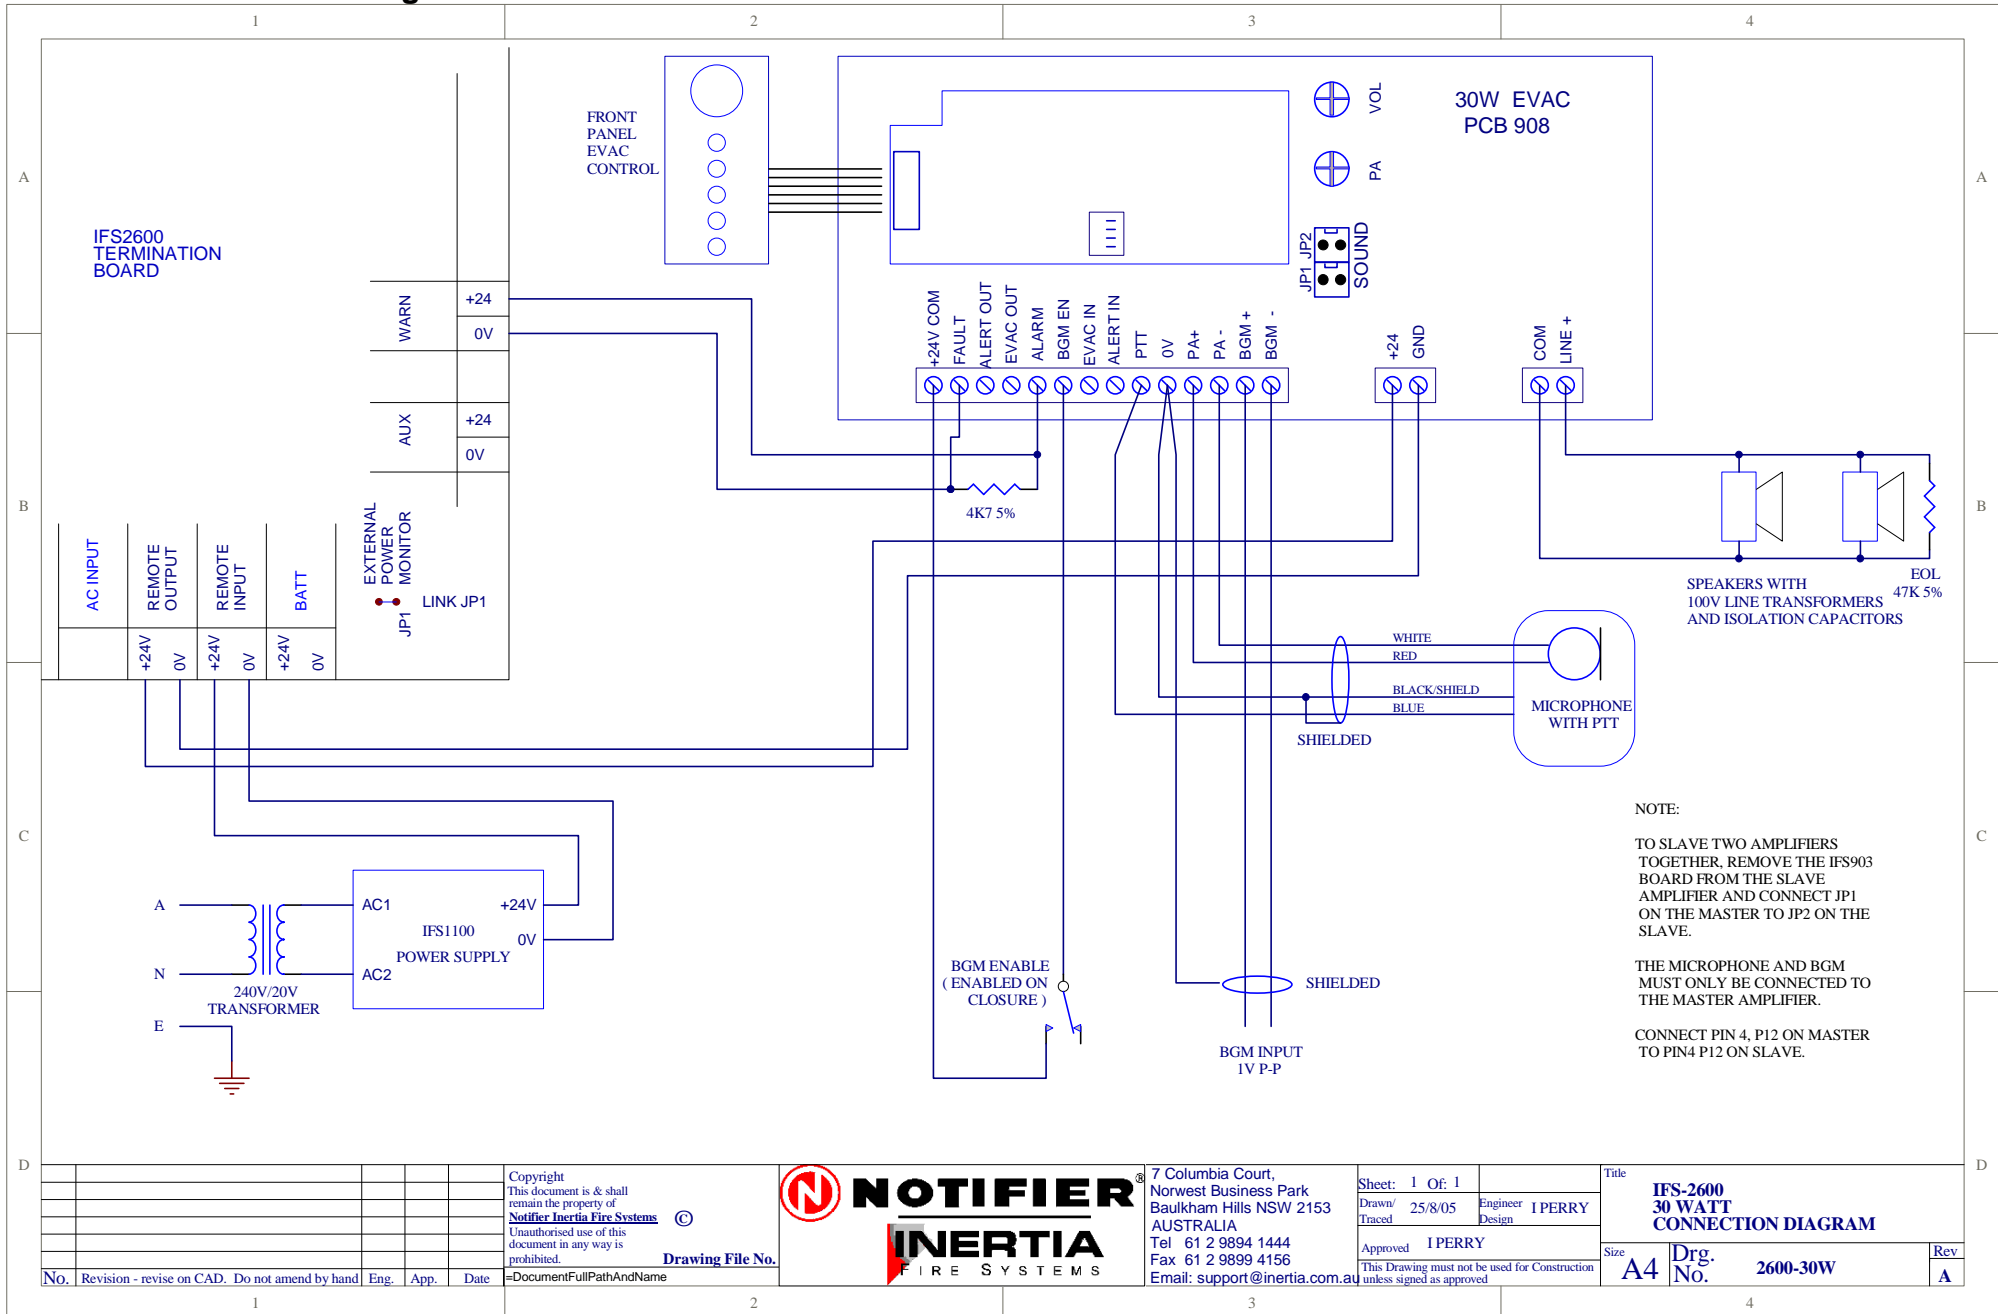 g
1
2
3
4
A
A
B
B
C
C
D
D
FRONT
PANEL
EVAC
CONTROL
30W EVAC
PCB 908
VOL
PA
JP2
JP1
SOUND
IFS2600
TERMINATION
BOARD
WARN
+24
0V
AUX
+24
0V
+24V COM
FAULT
ALERT OUT
EVAC OUT
ALARM
BGM EN
EVAC IN
ALERT IN
PTT
0V
PA+
PA -
BGM +
BGM -
+24
GND
COM
LINE +
4K7 5%
EXTERNAL
POWER
MONITOR
JP1
LINK JP1
AC INPUT
REMOTE
OUTPUT
REMOTE
INPUT
BATT
+24V
0V
+24V
0V
+24V
0V
SPEAKERS WITH
100V LINE TRANSFORMERS
AND ISOLATION CAPACITORS
EOL
47K 5%
WHITE
RED
BLACK/SHIELD
BLUE
SHIELDED
MICROPHONE
WITH PTT
A
N
E
240V/20V
TRANSFORMER
AC1
AC2
IFS1100
POWER SUPPLY
+24V
0V
BGM ENABLE
( ENABLED ON
CLOSURE )
SHIELDED
BGM INPUT
1V P-P
NOTE:
TO SLAVE TWO AMPLIFIERS
TOGETHER, REMOVE THE IFS903
BOARD FROM THE SLAVE
AMPLIFIER AND CONNECT JP1
ON THE MASTER TO JP2 ON THE
SLAVE.
THE MICROPHONE AND BGM
MUST ONLY BE CONNECTED TO
THE MASTER AMPLIFIER.
CONNECT PIN 4, P12 ON MASTER
TO PIN4 P12 ON SLAVE.
No.
Revision - revise on CAD. Do not amend by hand
Eng.
App.
Date
Copyright
This document is & shall
remain the property of
Notifier Inertia Fire Systems ©
Unauthorised use of this
document in any way is
prohibited.
Drawing File No.
=DocumentFullPathAndName
N NOTIFIER®
INERTIA
FIRE SYSTEMS
7 Columbia Court,
Norwest Business Park
Baulkham Hills NSW 2153
AUSTRALIA
Tel 61 2 9894 1444
Fax 61 2 9899 4156
Email: support@inertia.com.au
Sheet: 1 Of: 1
Drawn/
Traced
25/8/05
Engineer
Design
I PERRY
Approved I PERRY
This Drawing must not be used for Construction
unless signed as approved
Title
IFS-2600
30 WATT
CONNECTION DIAGRAM
Size
A4
Drg.
No.
2600-30W
Rev
A
1
2
3
4